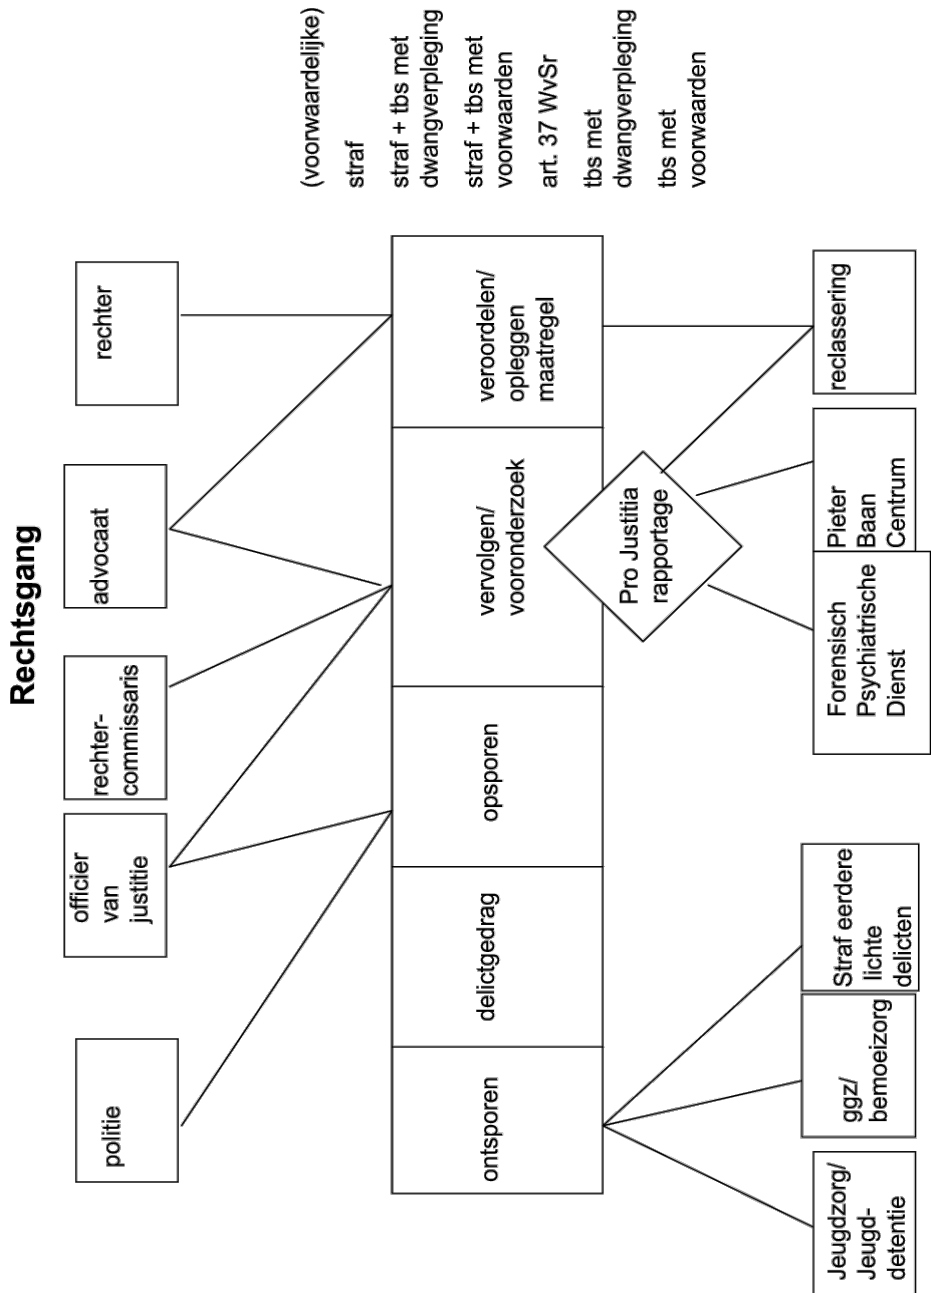 Rechtsgang
politie
officier
van
justitie
rechter-
commissaris
advocaat
rechter
ontsporen
delictgedrag
opsporen
vervolgen/
vooronderzoek
veroordelen/
opleggen
maatregel
(voorwaardelijke)
straf
straf + tbs met
dwangverpleging
straf + tbs met
voorwaarden
art. 37 WvSr
tbs met
dwangverpleging
tbs met
voorwaarden
Pro Justitia
rapportage
Jeugdzorg/
Jeugd-
detentie
ggz/
bemoeizorg
Straf eerdere
lichte
delicten
Forensisch
Psychiatrische
Dienst
Pieter
Baan
Centrum
reclassering